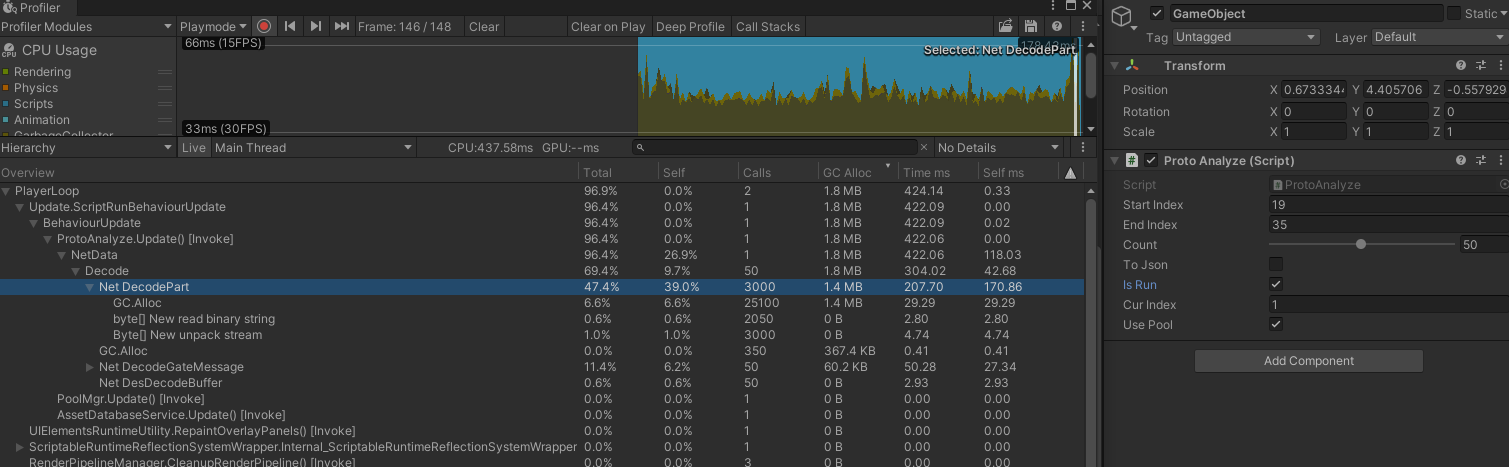 Profiler
Profiler Modules Playmode Frame: 146 / 148 Clear Clear on Play Deep Profile Call Stacks
CPU Usage
Rendering
Physics
Scripts
Animation
GarbageCollector
66ms (15FPS)
Selected: Net DecodePart
33ms (30FPS)
Hierarchy Live Main Thread CPU:437.58ms GPU:--ms No Details
Overview Total Self Calls GC Alloc Time ms Self ms
PlayerLoop 96.9% 0.0% 2 1.8 MB 424.14 0.33
Update.ScriptRunBehaviourUpdate 96.4% 0.0% 1 1.8 MB 422.09 0.00
BehaviourUpdate 96.4% 0.0% 1 1.8 MB 422.09 0.02
ProtoAnalyze.Update() [Invoke] 96.4% 0.0% 1 1.8 MB 422.06 0.00
NetData 96.4% 26.9% 1 1.8 MB 422.06 118.03
Decode 69.4% 9.7% 50 1.8 MB 304.02 42.68
Net DecodePart 47.4% 39.0% 3000 1.4 MB 207.70 170.86
GC.Alloc 6.6% 6.6% 25100 1.4 MB 29.29 29.29
byte[] New read binary string 0.6% 0.6% 2050 0 B 2.80 2.80
Byte[] New unpack stream 1.0% 1.0% 3000 0 B 4.74 4.74
GC.Alloc 0.0% 0.0% 350 367.4 KB 0.41 0.41
Net DecodeGateMessage 11.4% 6.2% 50 60.2 KB 50.28 27.34
Net DesDecodeBuffer 0.6% 0.6% 50 0 B 2.93 2.93
PoolMgr.Update() [Invoke] 0.0% 0.0% 1 0 B 0.00 0.00
AssetDatabaseService.Update() [Invoke] 0.0% 0.0% 1 0 B 0.00 0.00
UIElementsRuntimeUtility.RepaintOverlayPanels() [Invoke] 0.0% 0.0% 1 0 B 0.00 0.00
ScriptableRuntimeReflectionSystemWrapper.Internal_ScriptableRuntimeReflectionSystemWrapper 0.0% 0.0% 1 0 B 0.00 0.00
RenderPipelineManager.CleanupRenderPipeline() [Invoke] 0.0% 0.0% 3 0 B 0.00 0.00
GameObject Static
Tag Untagged Layer Default
Transform
Position X 0.6733344 Y 4.405706 Z -0.557929
Rotation X 0 Y 0 Z 0
Scale X 1 Y 1 Z 1
Proto Analyze (Script)
Script ProtoAnalyze
Start Index 19
End Index 35
Count 50
To Json
Is Run
Cur Index 1
Use Pool
Add Component